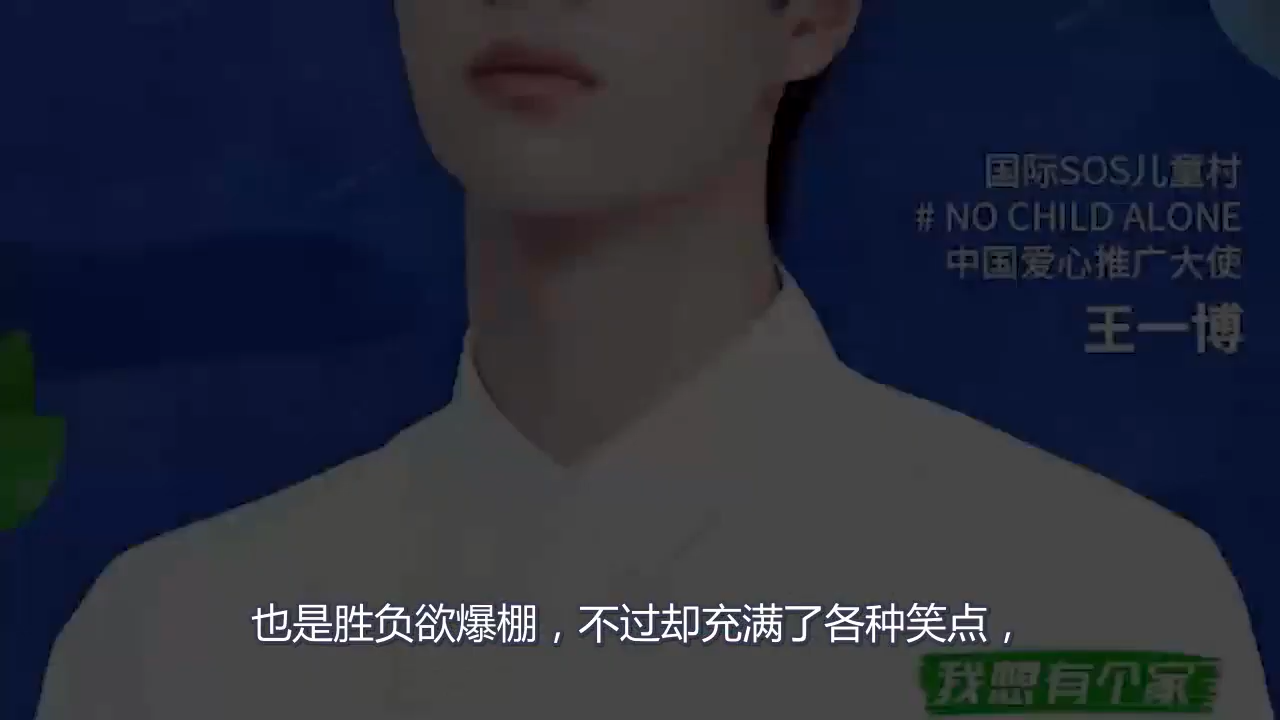 国际SOS儿童村
# NO CHILD ALONE
中国爱心推广大使
王一博
也是胜负欲爆棚，不过却充满了各种笑点，
我想有个家